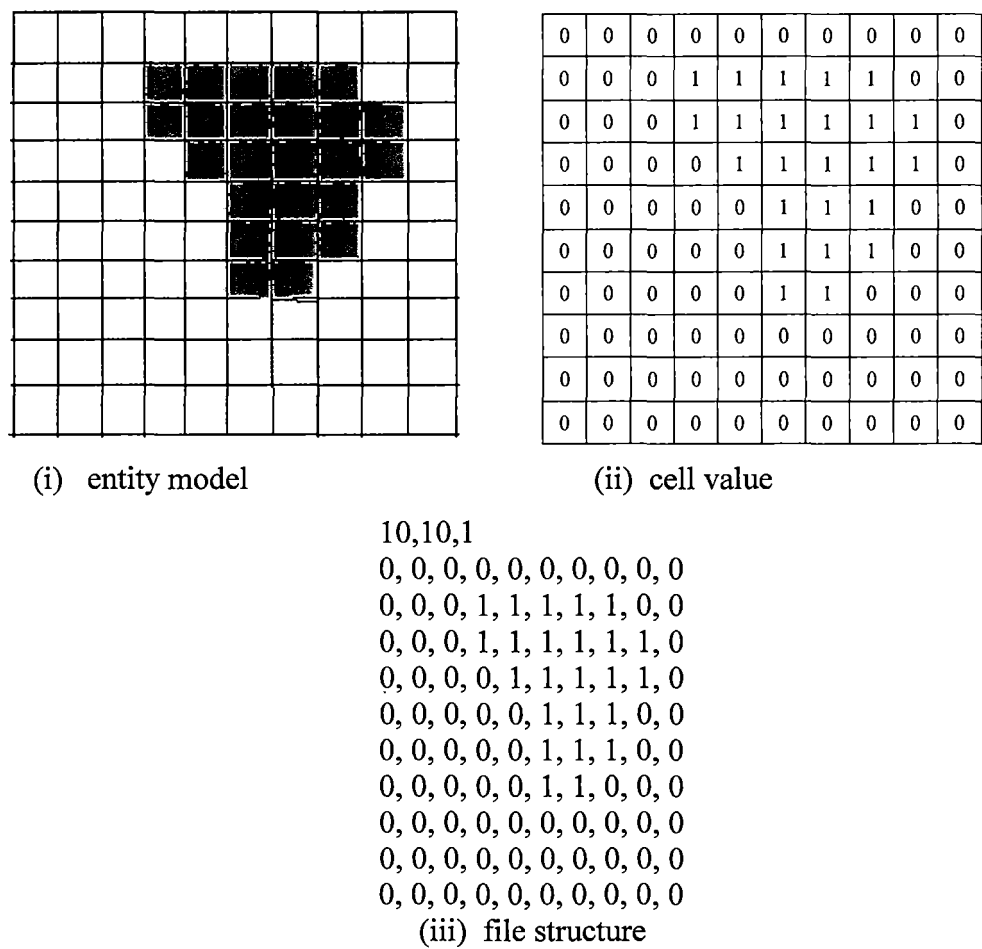 0 0 0 0 0 0 0 0 0 0
0 0 0 1 1 1 1 1 0 0
0 0 0 1 1 1 1 1 1 0
0 0 0 0 1 1 1 1 1 0
0 0 0 0 0 1 1 1 0 0
0 0 0 0 0 1 1 1 0 0
0 0 0 0 0 1 1 0 0 0
0 0 0 0 0 0 0 0 0 0
0 0 0 0 0 0 0 0 0 0
0 0 0 0 0 0 0 0 0 0
(i) entity model
(ii) cell value
10,10,1
0, 0, 0, 0, 0, 0, 0, 0, 0, 0
0, 0, 0, 1, 1, 1, 1, 1, 0, 0
0, 0, 0, 1, 1, 1, 1, 1, 1, 0
0, 0, 0, 0, 1, 1, 1, 1, 1, 0
0, 0, 0, 0, 0, 1, 1, 1, 0, 0
0, 0, 0, 0, 0, 1, 1, 1, 0, 0
0, 0, 0, 0, 0, 1, 1, 0, 0, 0
0, 0, 0, 0, 0, 0, 0, 0, 0, 0
0, 0, 0, 0, 0, 0, 0, 0, 0, 0
0, 0, 0, 0, 0, 0, 0, 0, 0, 0
(iii) file structure